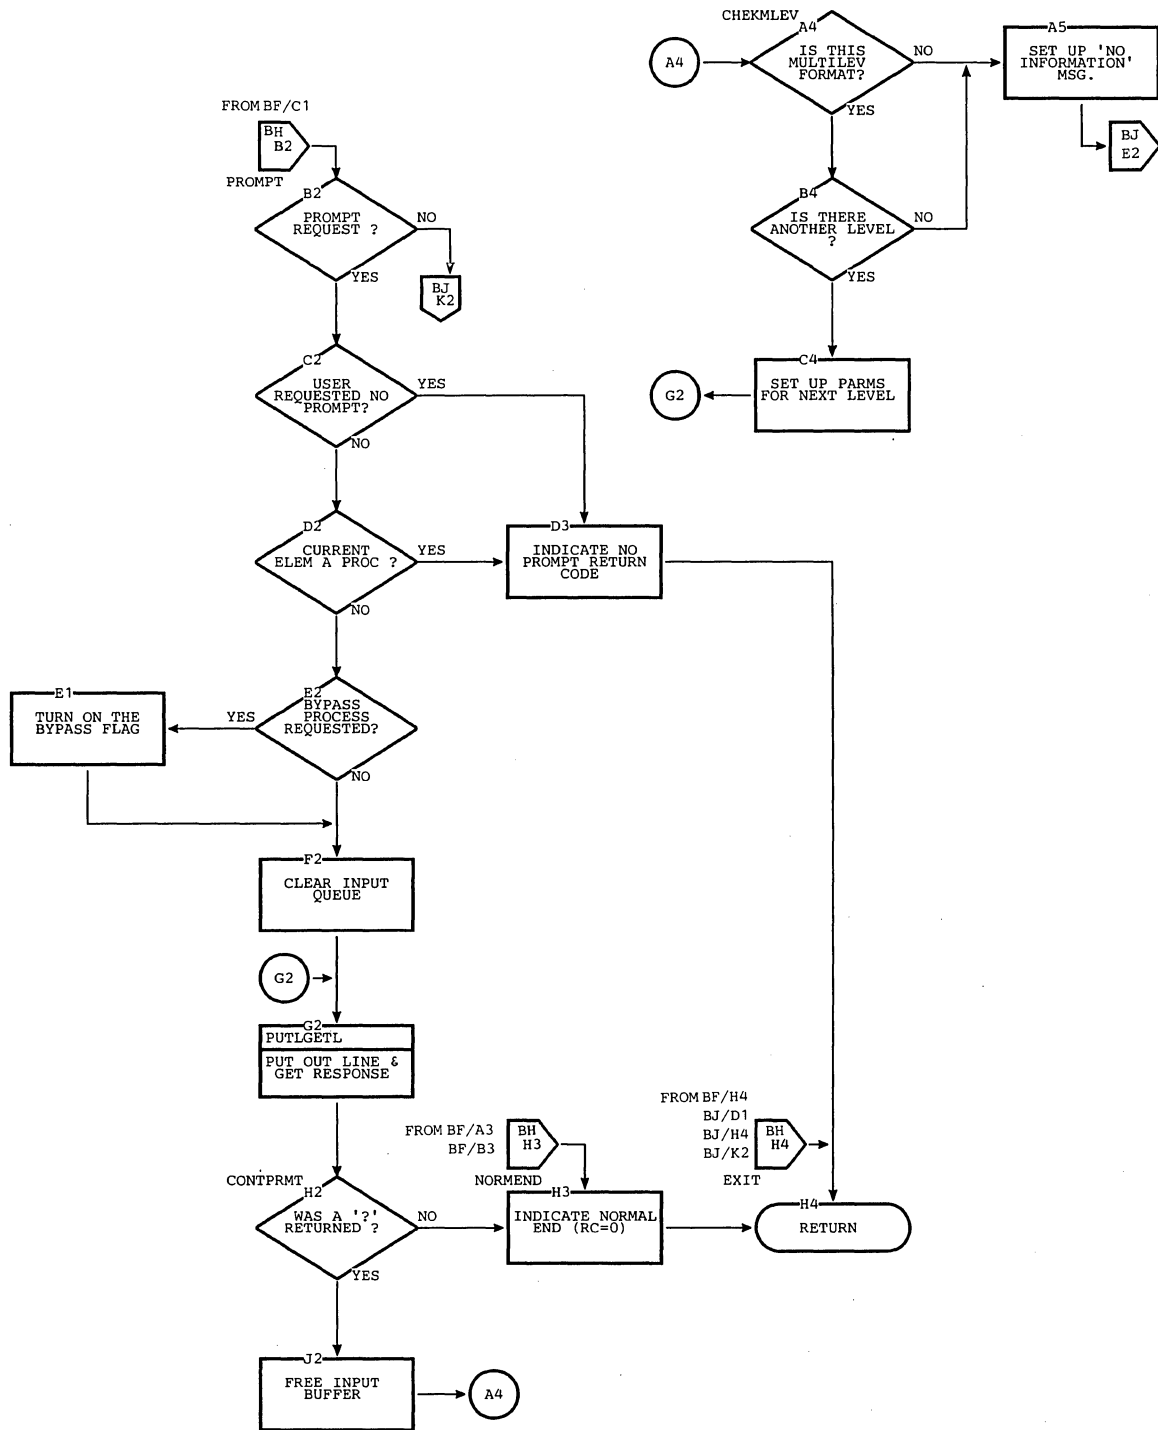 CHEKMLEV
A4
A4
IS THIS
MULTILEV
FORMAT?
NO
YES
A5
SET UP 'NO
INFORMATION'
MSG.
BJ
E2
FROM BF/C1
BH
B2
PROMPT
B2
PROMPT
REQUEST ?
NO
YES
BJ
K2
B4
IS THERE
ANOTHER LEVEL
?
NO
YES
C2
USER
REQUESTED NO
PROMPT?
YES
NO
C4
SET UP PARMS
FOR NEXT LEVEL
G2
D2
CURRENT
ELEM A PROC ?
YES
NO
D3
INDICATE NO
PROMPT RETURN
CODE
E1
TURN ON THE
BYPASS FLAG
YES
E2
BYPASS
PROCESS
REQUESTED?
NO
F2
CLEAR INPUT
QUEUE
G2
G2
PUTLGETL
PUT OUT LINE &
GET RESPONSE
FROM BF/A3
BF/B3
BH
H3
NORMEND
FROM BF/H4
BJ/D1
BJ/H4
BJ/K2
BH
H4
EXIT
CONTPRMT
H2
WAS A '?'
RETURNED ?
NO
YES
H3
INDICATE NORMAL
END (RC=0)
H4
RETURN
J2
FREE INPUT
BUFFER
A4